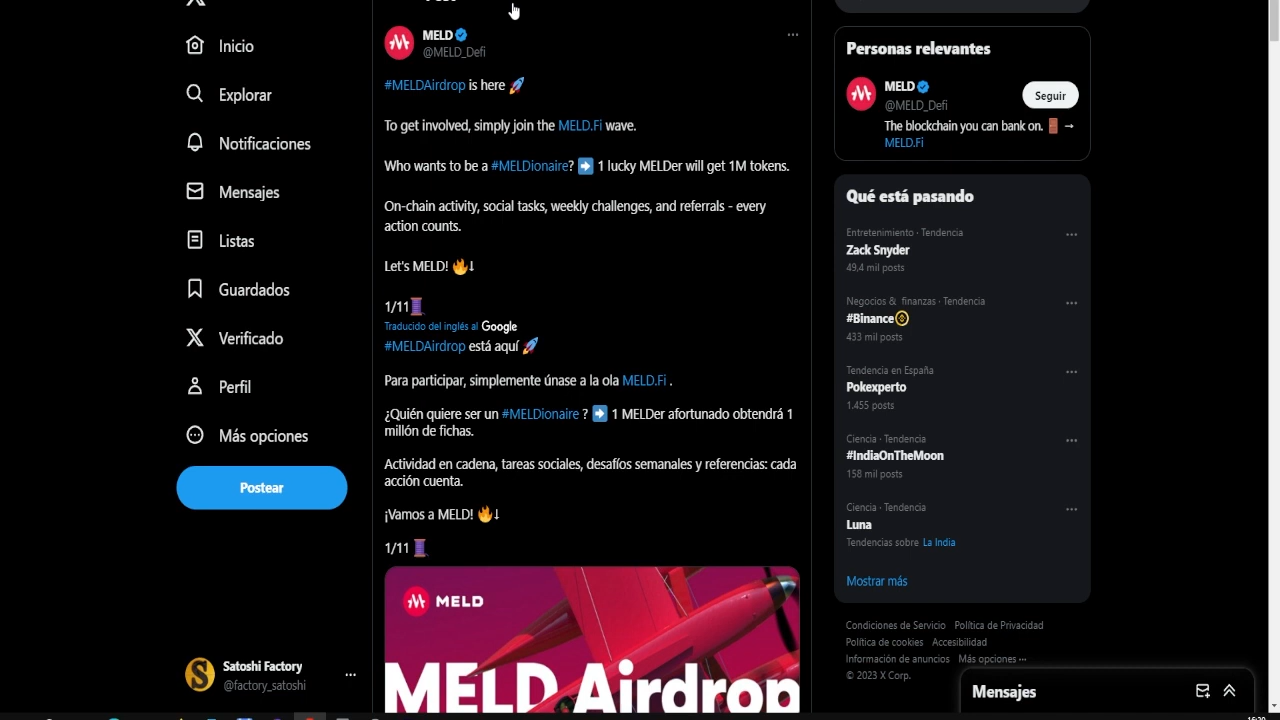 Inicio
Explorar
Notificaciones
Mensajes
Listas
Guardados
Verificado
Perfil
Más opciones
Postear
Satoshi Factory
@factory_satoshi
MELD
@MELD_Defi
#MELDAirdrop is here
To get involved, simply join the MELD.Fi wave.
Who wants to be a #MELDionaire? ➡️ 1 lucky MELDer will get 1M tokens.
On-chain activity, social tasks, weekly challenges, and referrals - every
action counts.
Let's MELD! 🔥↓
1/11🧵
Traducido del inglés al Google
#MELDAirdrop está aquí 🚀
Para participar, simplemente únase a la ola MELD.Fi .
¿Quién quiere ser un #MELDionaire ? ➡️ 1 MELDer afortunado obtendrá 1
millón de fichas.
Actividad en cadena, tareas sociales, desafíos semanales y referencias: cada
acción cuenta.
¡Vamos a MELD! 🔥↓
1/11 🧵
MELD
MELD Airdrop
Personas relevantes
MELD
@MELD_Defi
Seguir
The blockchain you can bank on. 🚪 →
MELD.Fi
Qué está pasando
Entretenimiento · Tendencia
Zack Snyder
49,4 mil posts
Negocios & finanzas · Tendencia
#Binance
433 mil posts
Tendencia en España
Pokexperto
1.455 posts
Ciencia · Tendencia
#IndiaOnTheMoon
158 mil posts
Ciencia · Tendencia
Luna
Tendencias sobre La India
Mostrar más
Condiciones de Servicio Política de Privacidad
Política de cookies Accesibilidad
Información de anuncios Más opciones ···
© 2023 X Corp.
Mensajes